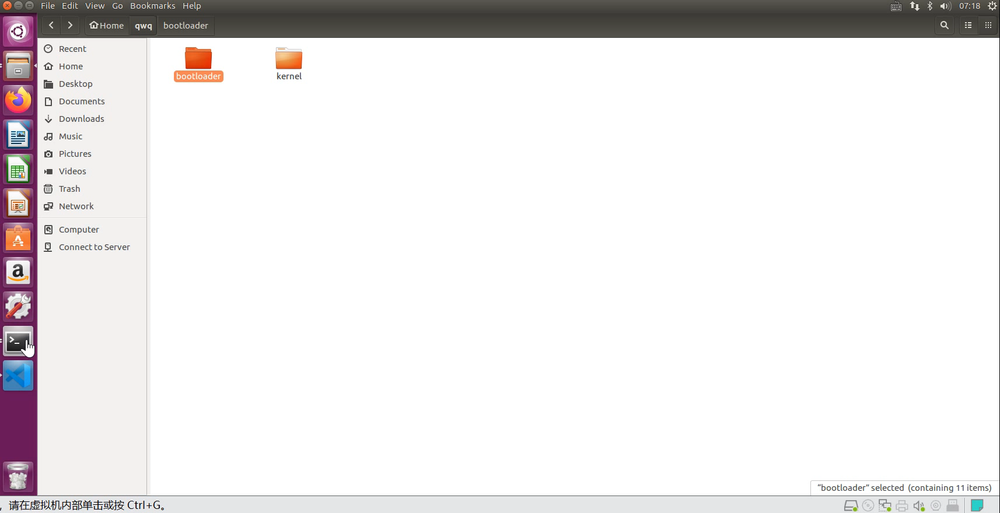 File Edit View Go Bookmarks Help
07:18
Home qwq bootloader
Recent
Home
Desktop
Documents
Downloads
Music
Pictures
Videos
Trash
Network
Computer
Connect to Server
bootloader
kernel
“bootloader” selected (containing 11 items)
，请在虚拟机内部单击或按 Ctrl+G。